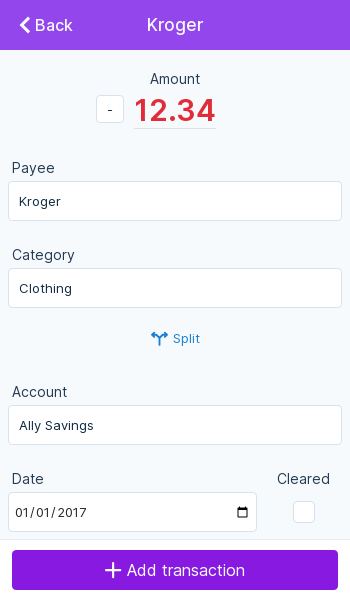 Back
Kroger
Amount
-
12.34
Payee
Kroger
Category
Clothing
Split
Account
Ally Savings
Date
Cleared
01/01/2017
Add transaction